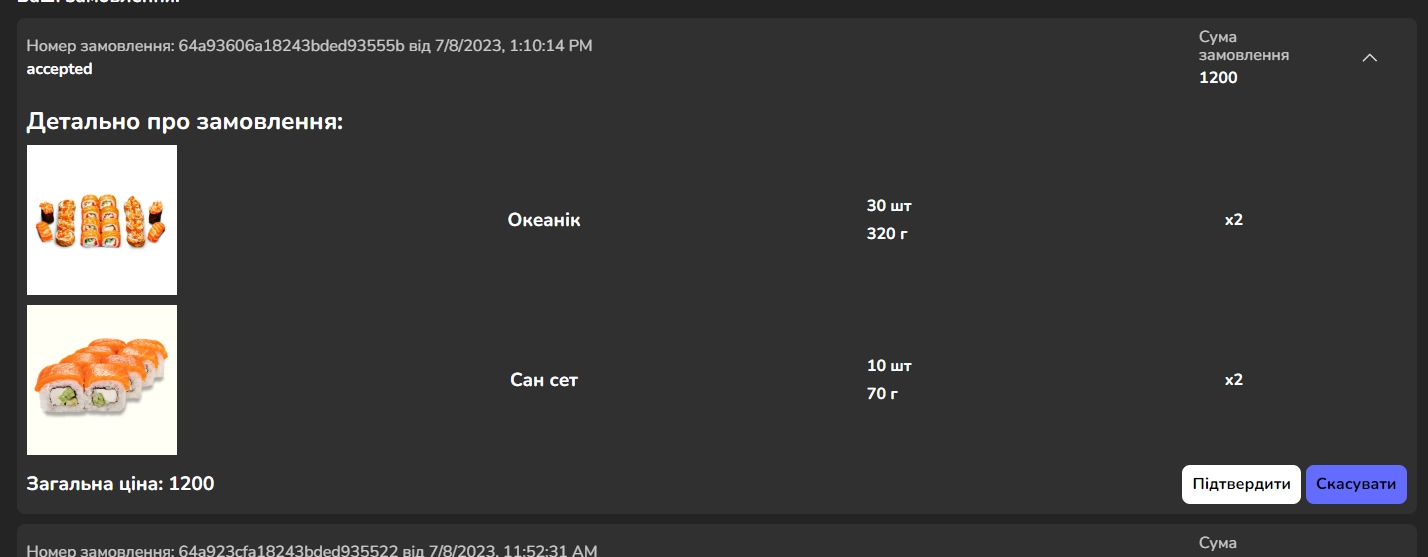 Ваші замовлення:
Номер замовлення: 64a93606a18243bded93555b від 7/8/2023, 1:10:14 PM
accepted
Сума
замовлення
1200
Детально про замовлення:
Океанік
30 шт
320 г
x2
Сан сет
10 шт
70 г
x2
Загальна ціна: 1200
Підтвердити
Скасувати
Номер замовлення: 64a923cfa18243bded935522 від 7/8/2023, 11:52:31 AM
Сума